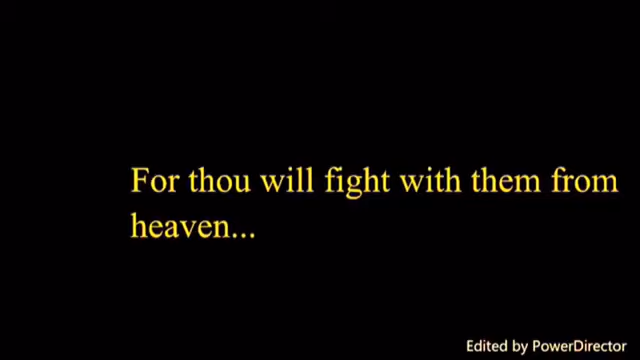 For thou will fight with them from
heaven...
Edited by PowerDirector